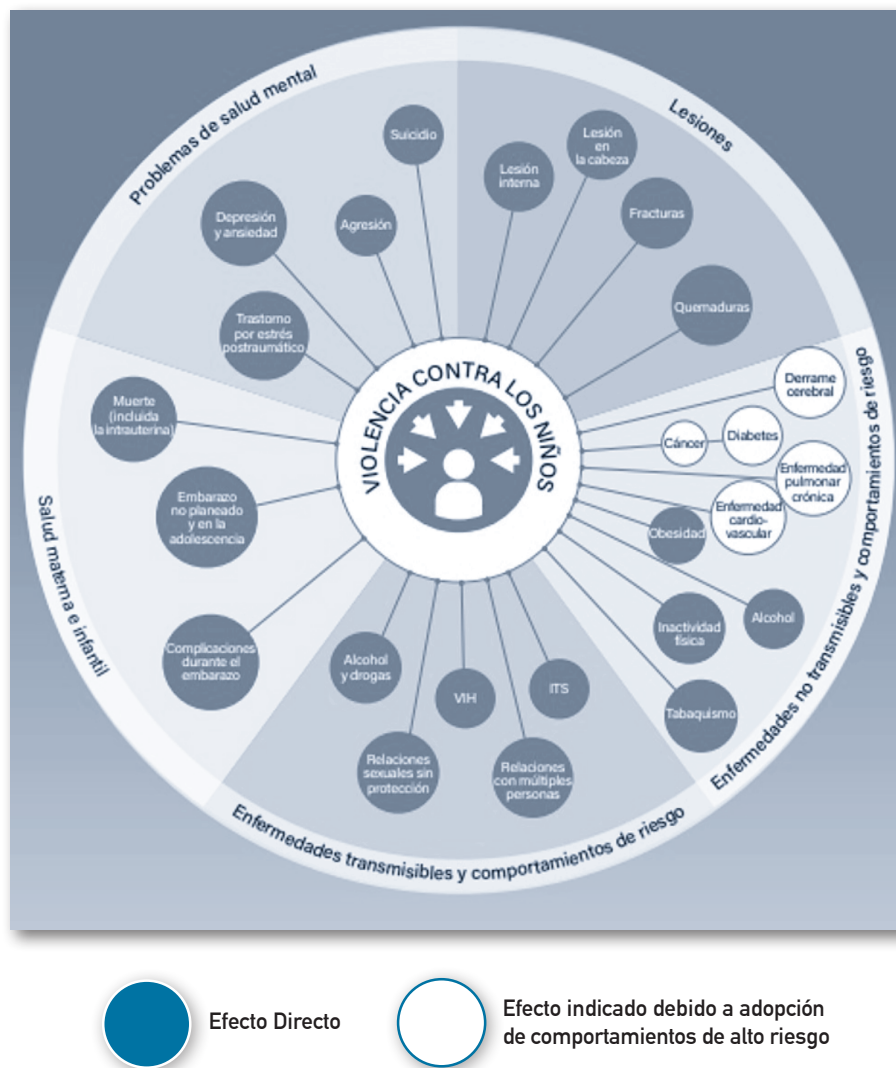 Problemas de salud mental
Suicidio
Agresión
Depresión
y ansiedad
Trastorno
por estrés
postraumático
Lesiones
Lesión
interna
Lesión
en
la cabeza
Fracturas
Quemaduras
VIOLENCIA CONTRA LOS NIÑOS
Enfermedades no transmisibles y comportamientos de riesgo
Derrame
cerebral
Cáncer
Diabetes
Enfermedad
pulmonar
crónica
Enfermedad
cardio-
vascular
Obesidad
Alcohol
Inactividad
física
Tabaquismo
Enfermedades transmisibles y comportamientos de riesgo
ITS
Relaciones
con múltiples
personas
VIH
Relaciones
sexuales sin
protección
Alcohol
y drogas
Salud materna e infantil
Complicaciones
durante el
embarazo
Embarazo
no planeado
y en la
adolescencia
Muerte
(incluida
la intrauterina)
Efecto Directo
Efecto indicado debido a adopción
de comportamientos de alto riesgo